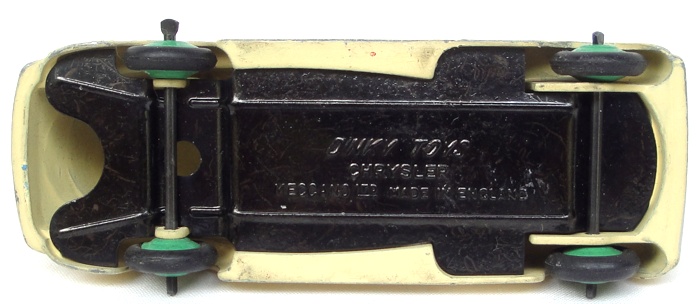 DINKY TOYS
CHRYSLER
MECCANO LTD MADE IN ENGLAND